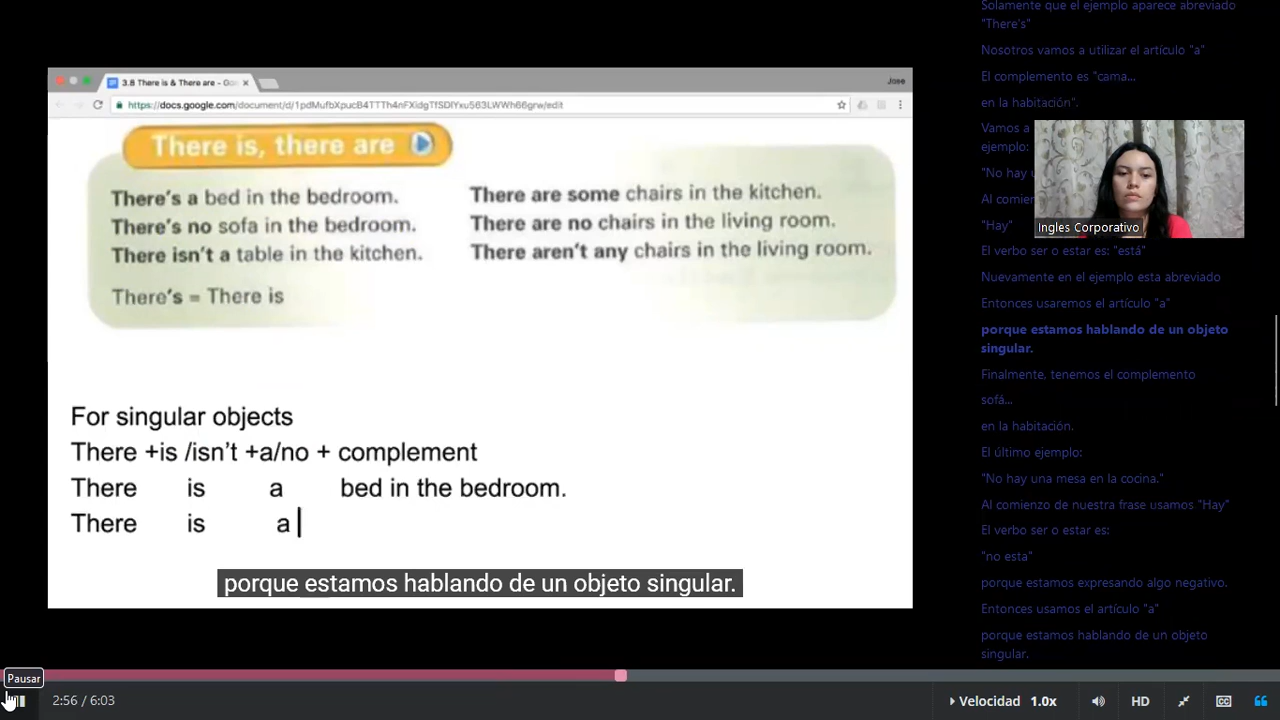 3.8 There is & There are - Go
Jose
https://docs.google.com/document/d/1pdMufbXpucB4TTTh4nFXidgTfSDlYxu563LWWh66grw/edit
There is, there are
There's a bed in the bedroom.
There's no sofa in the bedroom.
There isn't a table in the kitchen.
There's = There is
There are some chairs in the kitchen.
There are no chairs in the living room.
There aren't any chairs in the living room.
For singular objects
There +is /isn't +a/no + complement
There is a bed in the bedroom.
There is a
porque estamos hablando de un objeto singular.
Solamente que el ejemplo aparece abreviado
"There's"
Nosotros vamos a utilizar el artículo "a"
El complemento es "cama...
en la habitación".
Vamos a
ejemplo:
"No hay u
Al comien
"Hay"
El verbo ser o estar es: "está"
Nuevamente en el ejemplo esta abreviado
Entonces usaremos el artículo "a"
porque estamos hablando de un objeto
singular.
Finalmente, tenemos el complemento
sofá...
en la habitación.
El último ejemplo:
"No hay una mesa en la cocina."
Al comienzo de nuestra frase usamos "Hay"
El verbo ser o estar es:
"no esta"
porque estamos expresando algo negativo.
Entonces usamos el artículo "a"
porque estamos hablando de un objeto
singular.
Ingles Corporativo
Pausar
2:56 / 6:03
Velocidad 1.0x
HD
CC